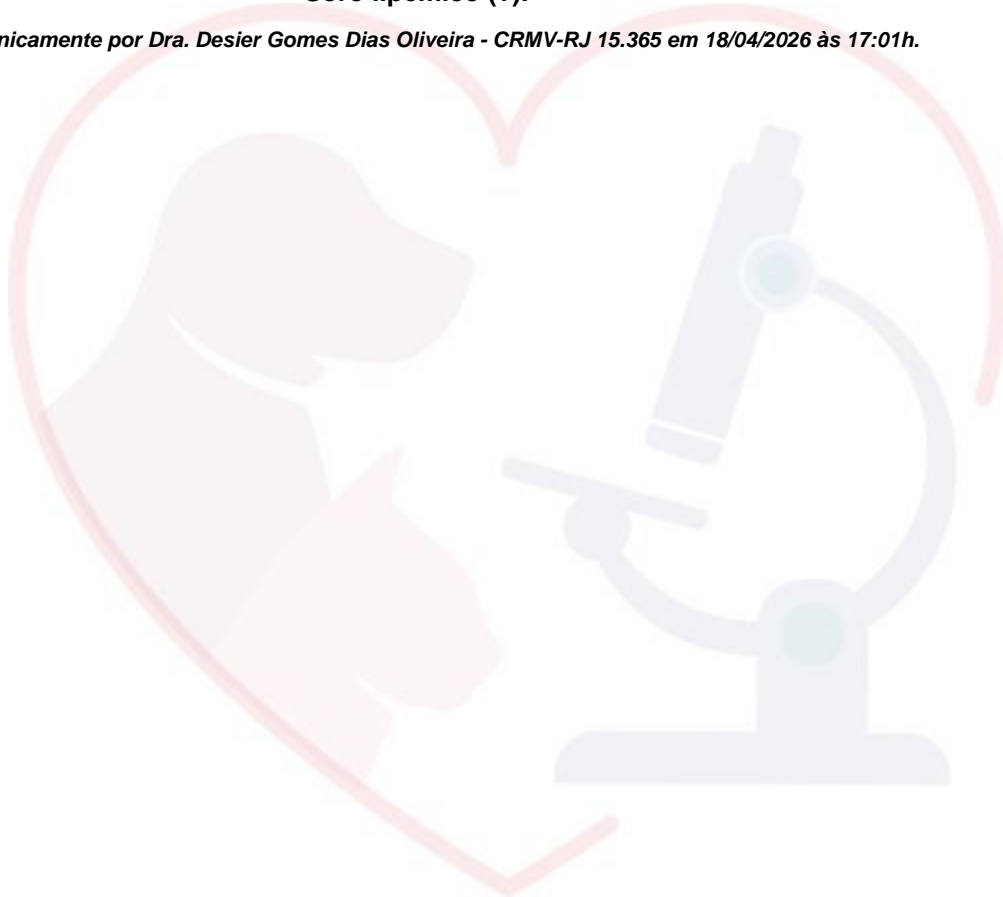 nicamente por Dra. Desier Gomes Dias Oliveira - CRMV-RJ 15.365 em 18/04/2026 às 17:01h.